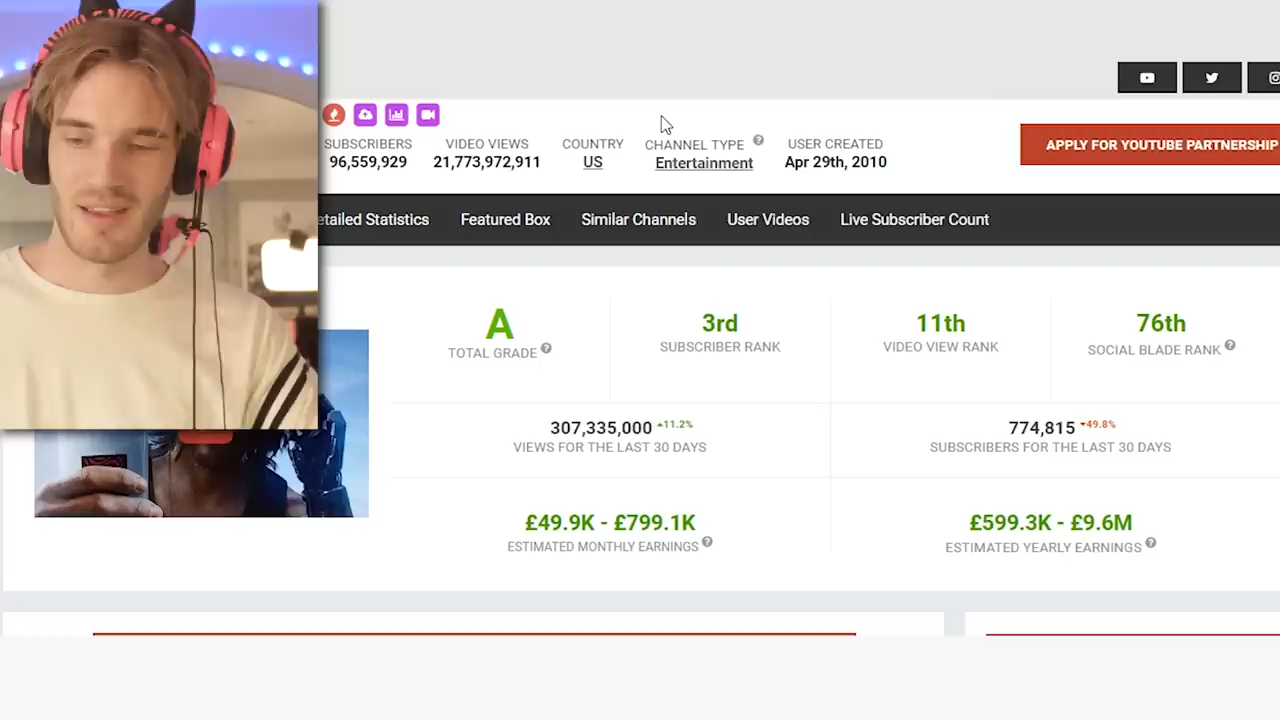 SUBSCRIBERS
96,559,929
VIDEO VIEWS
21,773,972,911
COUNTRY
US
CHANNEL TYPE
Entertainment
USER CREATED
Apr 29th, 2010
APPLY FOR YOUTUBE PARTNERSHIP
etailed Statistics
Featured Box
Similar Channels
User Videos
Live Subscriber Count
A
TOTAL GRADE
3rd
SUBSCRIBER RANK
11th
VIDEO VIEW RANK
76th
SOCIAL BLADE RANK
307,335,000 11.2%
VIEWS FOR THE LAST 30 DAYS
774,815 49.8%
SUBSCRIBERS FOR THE LAST 30 DAYS
£49.9K - £799.1K
ESTIMATED MONTHLY EARNINGS
£599.3K - £9.6M
ESTIMATED YEARLY EARNINGS